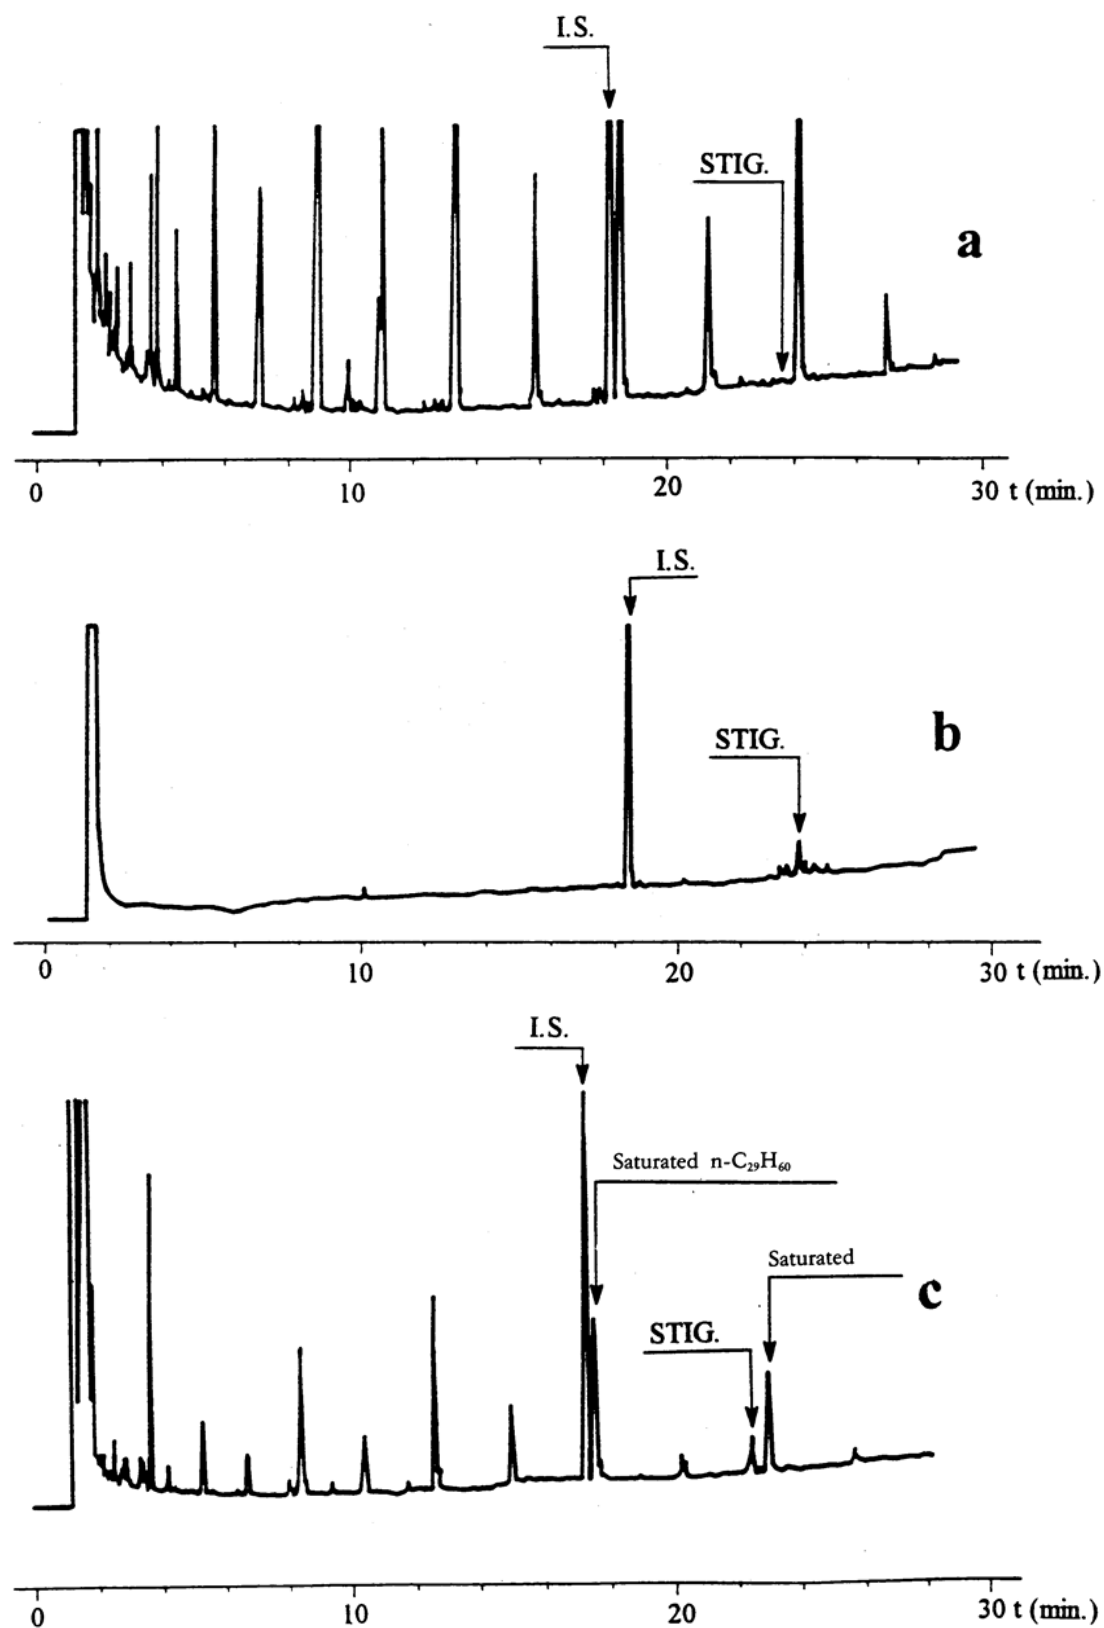 I.S.
STIG.
a
0 10 20 30 t (min.)
I.S.
STIG.
b
0 10 20 30 t (min.)
I.S.
Saturated n-C₂₉H₆₀
Saturated
STIG.
c
0 10 20 30 t (min.)